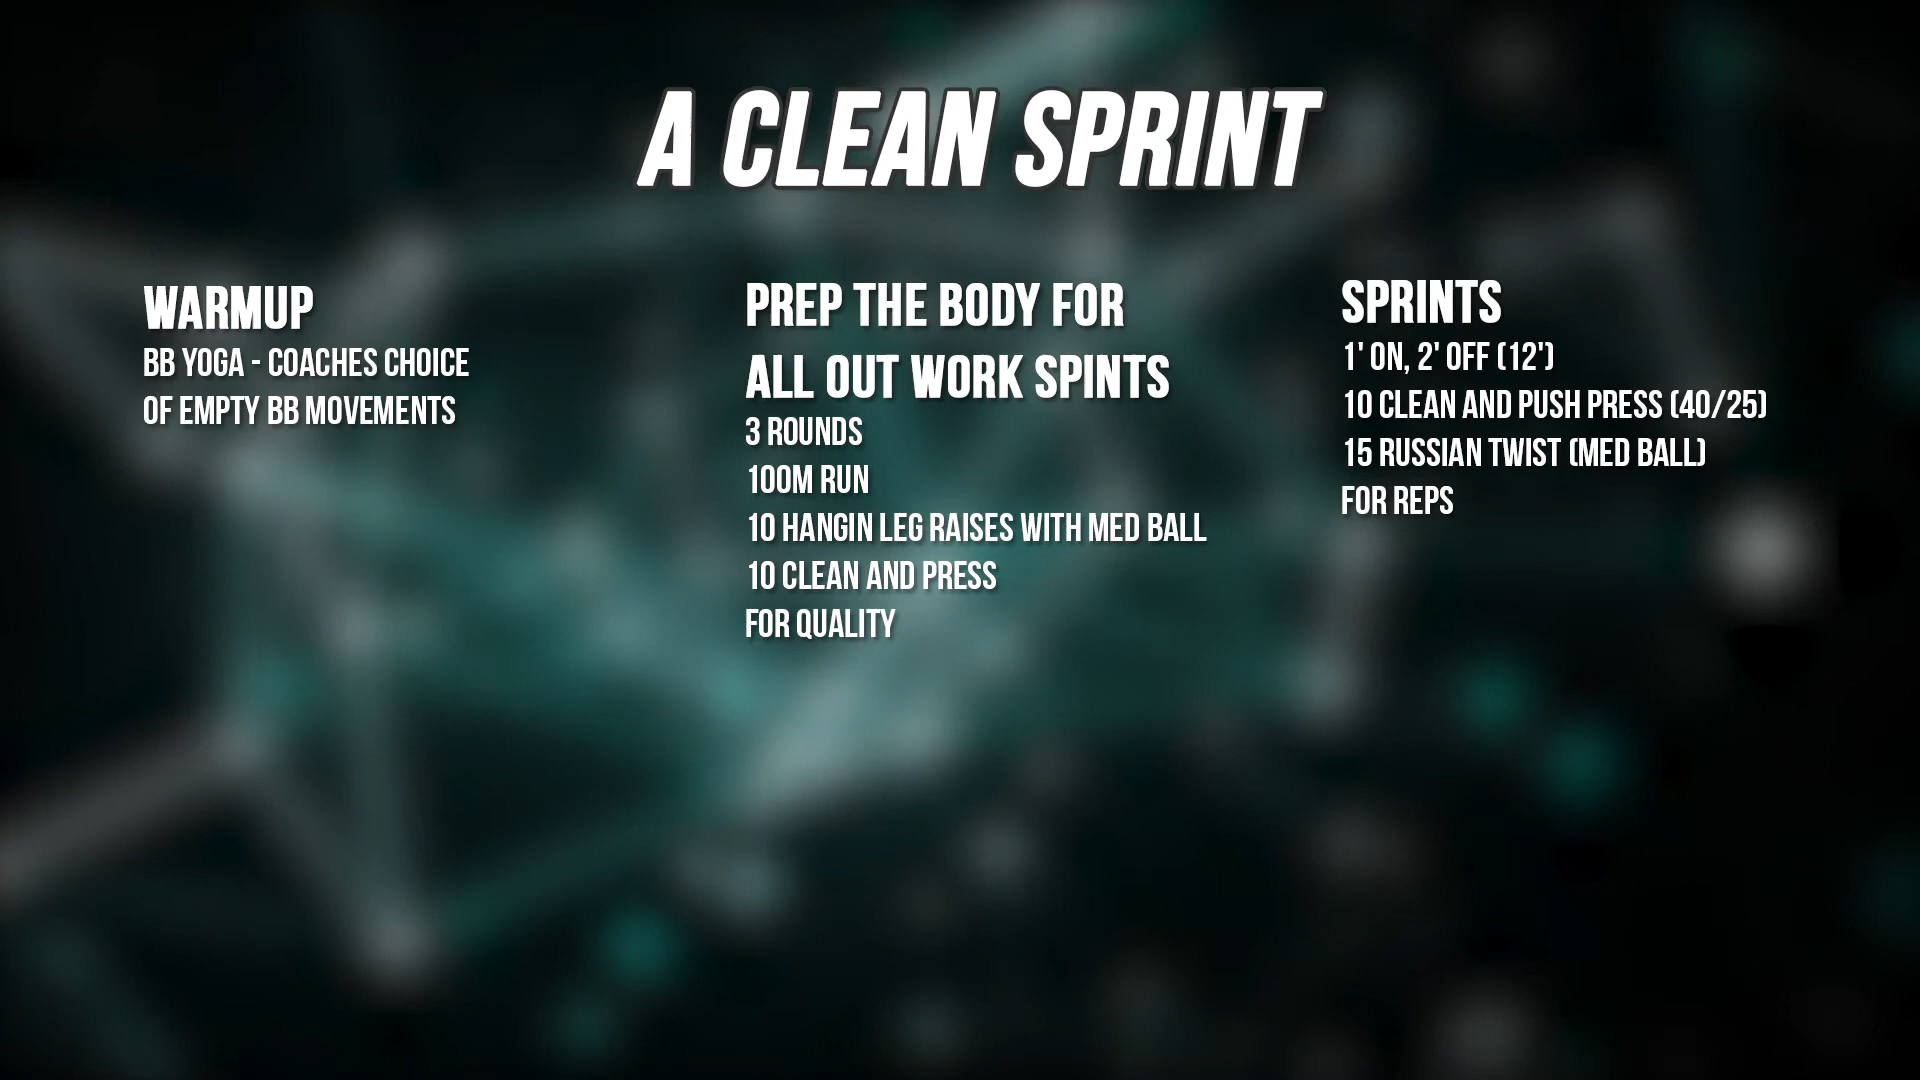 A CLEAN SPRINT
WARMUP
BB YOGA - COACHES CHOICE
OF EMPTY BB MOVEMENTS
PREP THE BODY FOR
ALL OUT WORK SPINTS
3 ROUNDS
100M RUN
10 HANGIN LEG RAISES WITH MED BALL
10 CLEAN AND PRESS
FOR QUALITY
SPRINTS
1' ON, 2' OFF (12')
10 CLEAN AND PUSH PRESS (40/25)
15 RUSSIAN TWIST (MED BALL)
FOR REPS